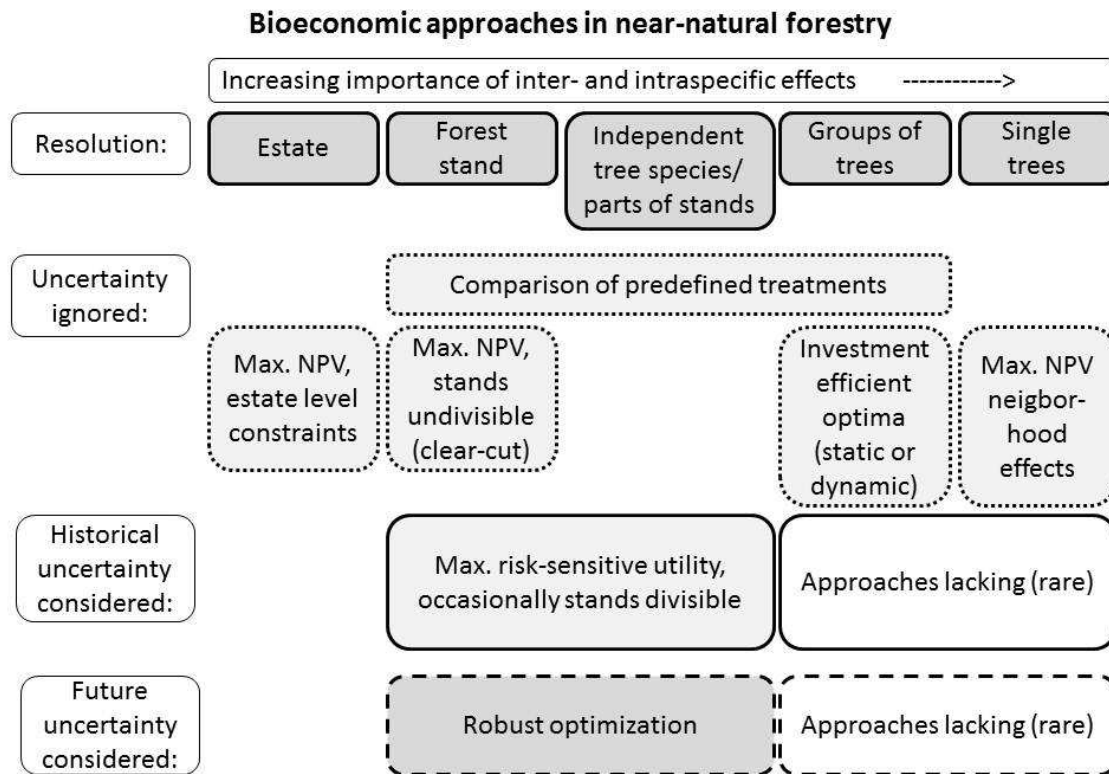 Bioeconomic approaches in near-natural forestry
Increasing importance of inter- and intraspecific effects ------------>
Resolution:
Estate
Forest
stand
Independent
tree species/
parts of stands
Groups of
trees
Single
trees
Uncertainty
ignored:
Comparison of predefined treatments
Max. NPV,
estate level
constraints
Max. NPV,
stands
undivisible
(clear-cut)
Investment
efficient
optima
(static or
dynamic)
Max. NPV
neigbor-
hood
effects
Historical
uncertainty
considered:
Max. risk-sensitive utility,
occasionally stands divisible
Approaches lacking (rare)
Future
uncertainty
considered:
Robust optimization
Approaches lacking (rare)